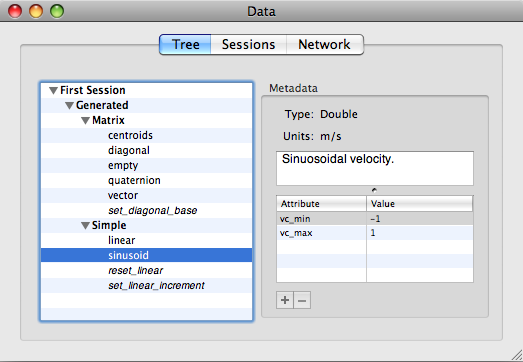 Data
Tree Sessions Network
First Session
Generated
Matrix
centroids
diagonal
empty
quaternion
vector
set_diagonal_base
Simple
linear
sinusoid
reset_linear
set_linear_increment
Metadata
Type: Double
Units: m/s
Sinuosoidal velocity.
Attribute Value
vc_min -1
vc_max 1
+ −